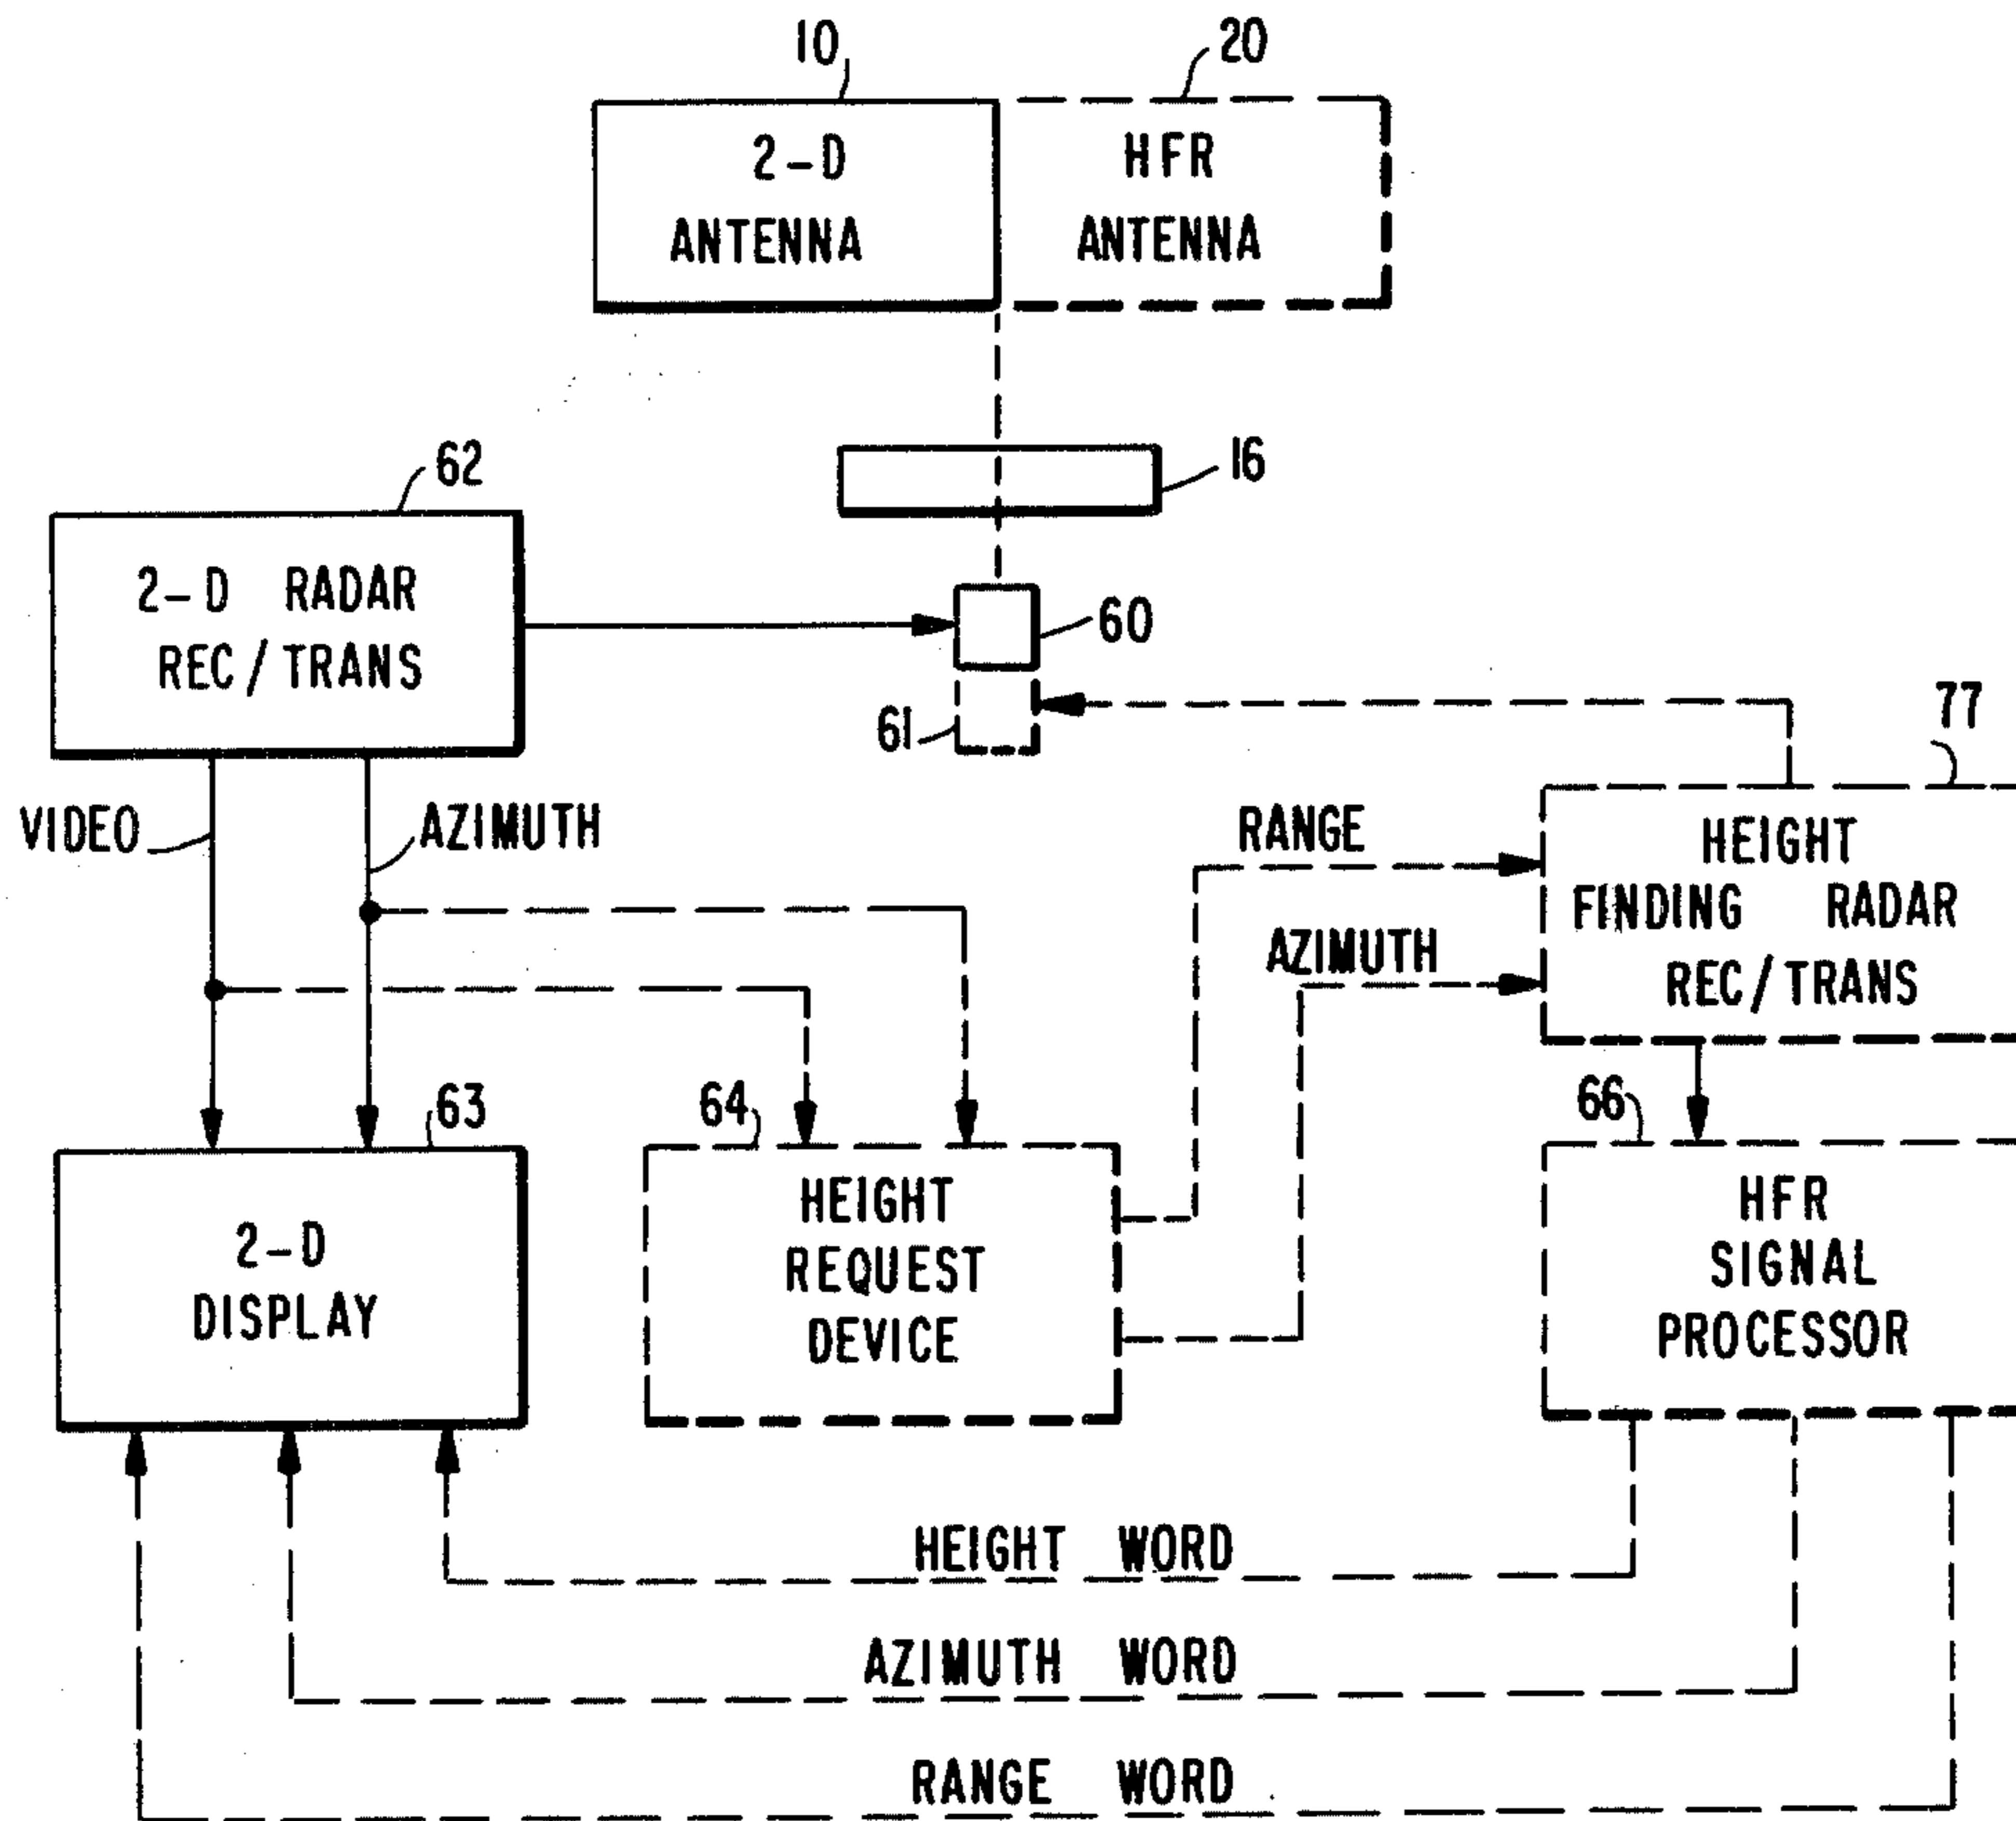 10
20
2-D
ANTENNA
HFR
ANTENNA
16
62
2-D RADAR
REC/TRANS
60
61
77
VIDEO
AZIMUTH
RANGE
AZIMUTH
HEIGHT
FINDING RADAR
REC/TRANS
63
64
66
2-D
DISPLAY
HEIGHT
REQUEST
DEVICE
HFR
SIGNAL
PROCESSOR
HEIGHT WORD
AZIMUTH WORD
RANGE WORD